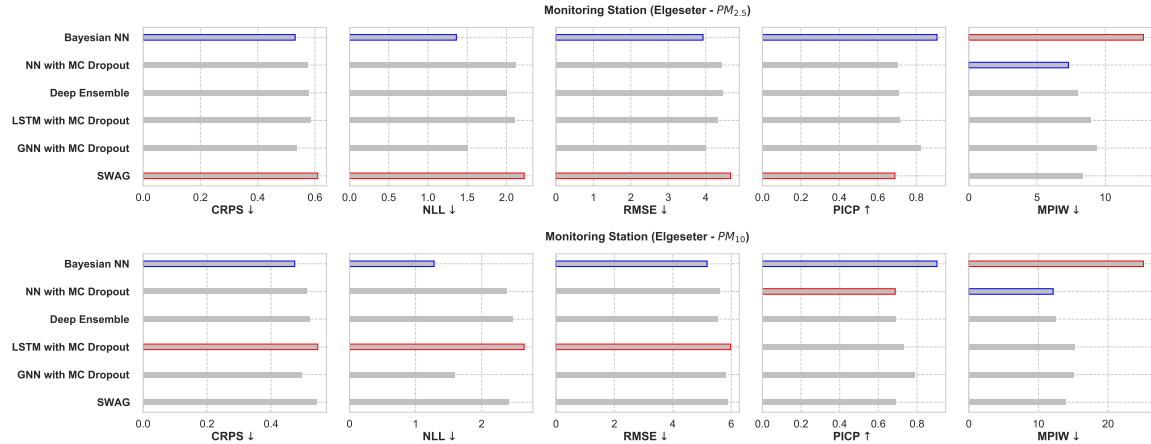 Monitoring Station (Elgeseter - PM2.5)
Bayesian NN
NN with MC Dropout
Deep Ensemble
LSTM with MC Dropout
GNN with MC Dropout
SWAG
0.0 0.2 0.4 0.6
CRPS ↓
0.0 0.5 1.0 1.5 2.0
NLL ↓
0 1 2 3 4
RMSE ↓
0.0 0.2 0.4 0.6 0.8
PICP ↑
0 5 10
MPIW ↓
Monitoring Station (Elgeseter - PM10)
Bayesian NN
NN with MC Dropout
Deep Ensemble
LSTM with MC Dropout
GNN with MC Dropout
SWAG
0.0 0.2 0.4
CRPS ↓
0 1 2
NLL ↓
0 2 4 6
RMSE ↓
0.0 0.2 0.4 0.6 0.8
PICP ↑
0 10 20
MPIW ↓